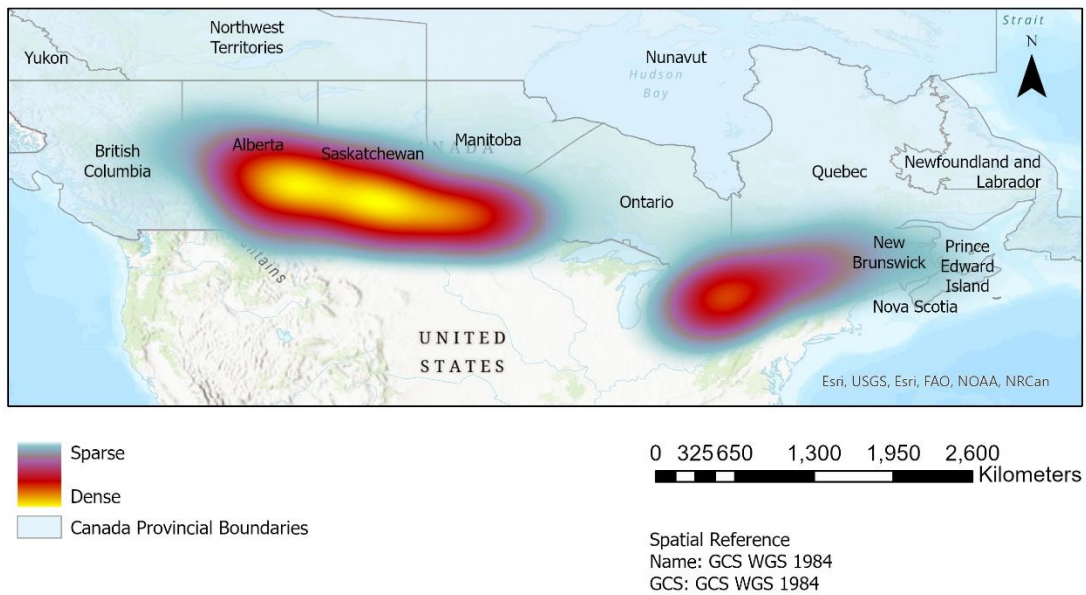 Strait
N
Northwest
Territories
Yukon
Nunavut
Hudson
Bay
Manitoba
Alberta
Saskatchewan
NADA
British
Columbia
Newfoundland and
Labrador
Quebec
Ontario
New
Brunswick
Prince
Edward
Island
Nova Scotia
ntains
UNITED
STATES
Esri, USGS, Esri, FAO, NOAA, NRCan
Sparse
Dense
Canada Provincial Boundaries
0 325 650 1,300 1,950 2,600
Kilometers
Spatial Reference
Name: GCS WGS 1984
GCS: GCS WGS 1984